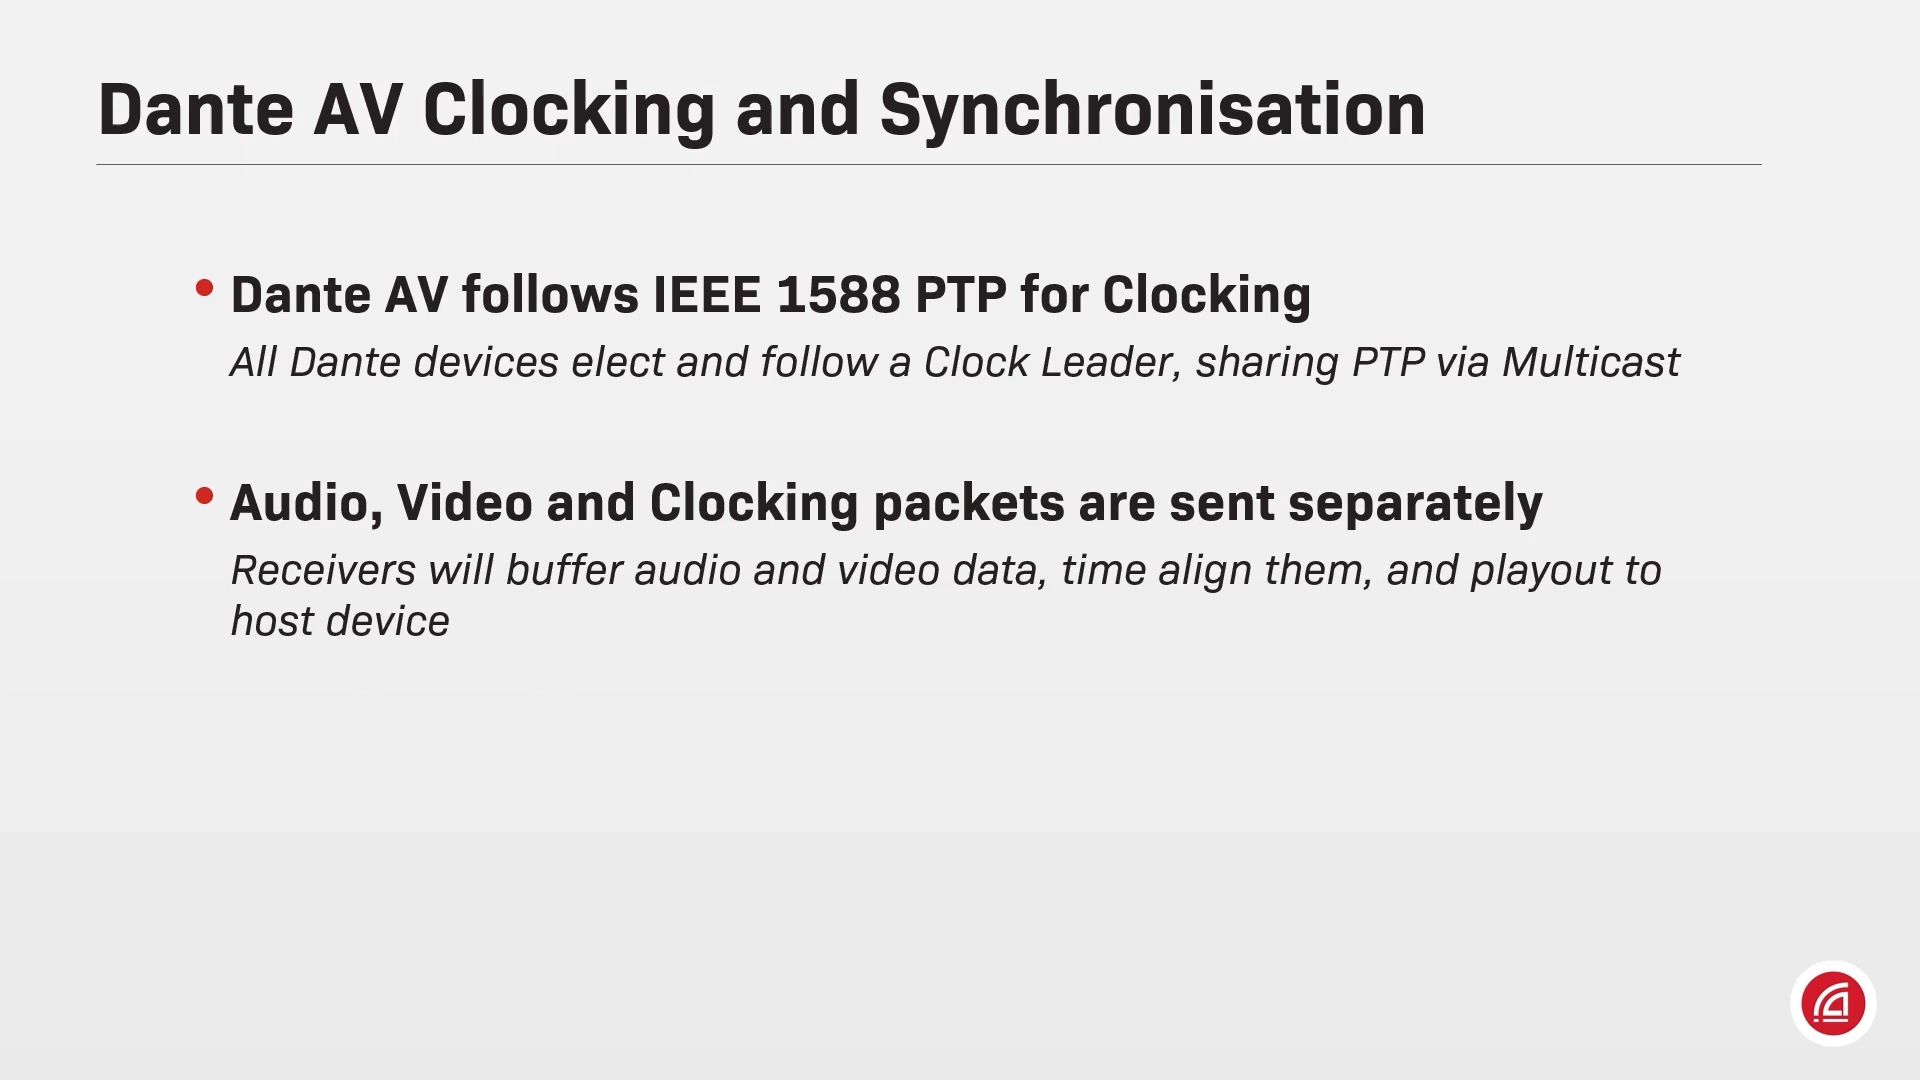 Dante AV Clocking and Synchronisation
• Dante AV follows IEEE 1588 PTP for Clocking
All Dante devices elect and follow a Clock Leader, sharing PTP via Multicast
• Audio, Video and Clocking packets are sent separately
Receivers will buffer audio and video data, time align them, and playout to
host device